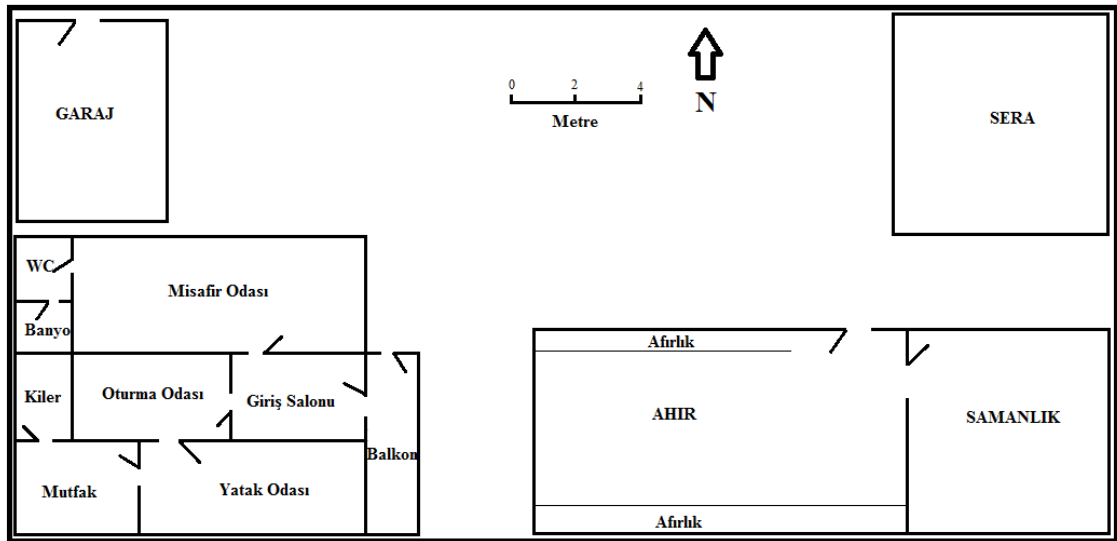 GARAJ
0 2 4
Metre
N
SERA
WC
Misafir Odası
Banyo
Afırlık
Kiler
Oturma Odası
Giriş Salonu
AHIR
SAMANLIK
Balkon
Mutfak
Yatak Odası
Afırlık